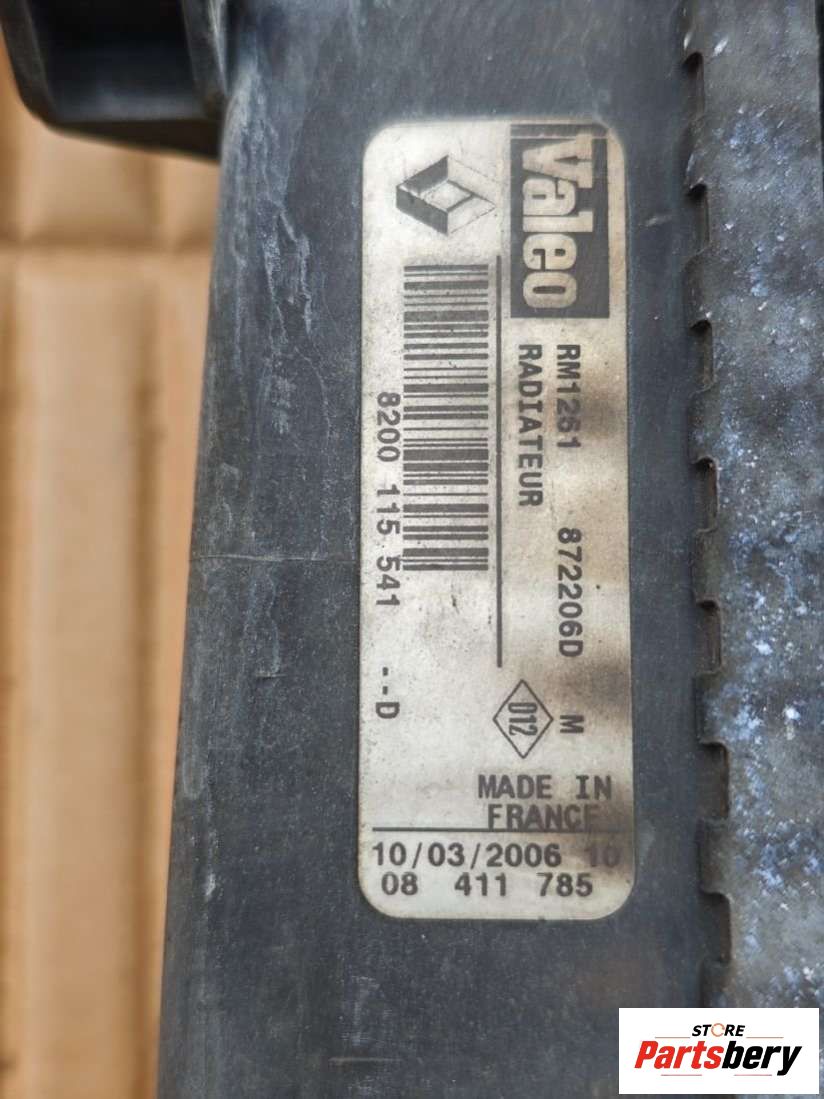 Valeo
RM1261 872206D M
RADIATEUR
D12
8200 115 541 --D
MADE IN
FRANCE
10/03/2006 10
08 411 785
STORE
Partsbery